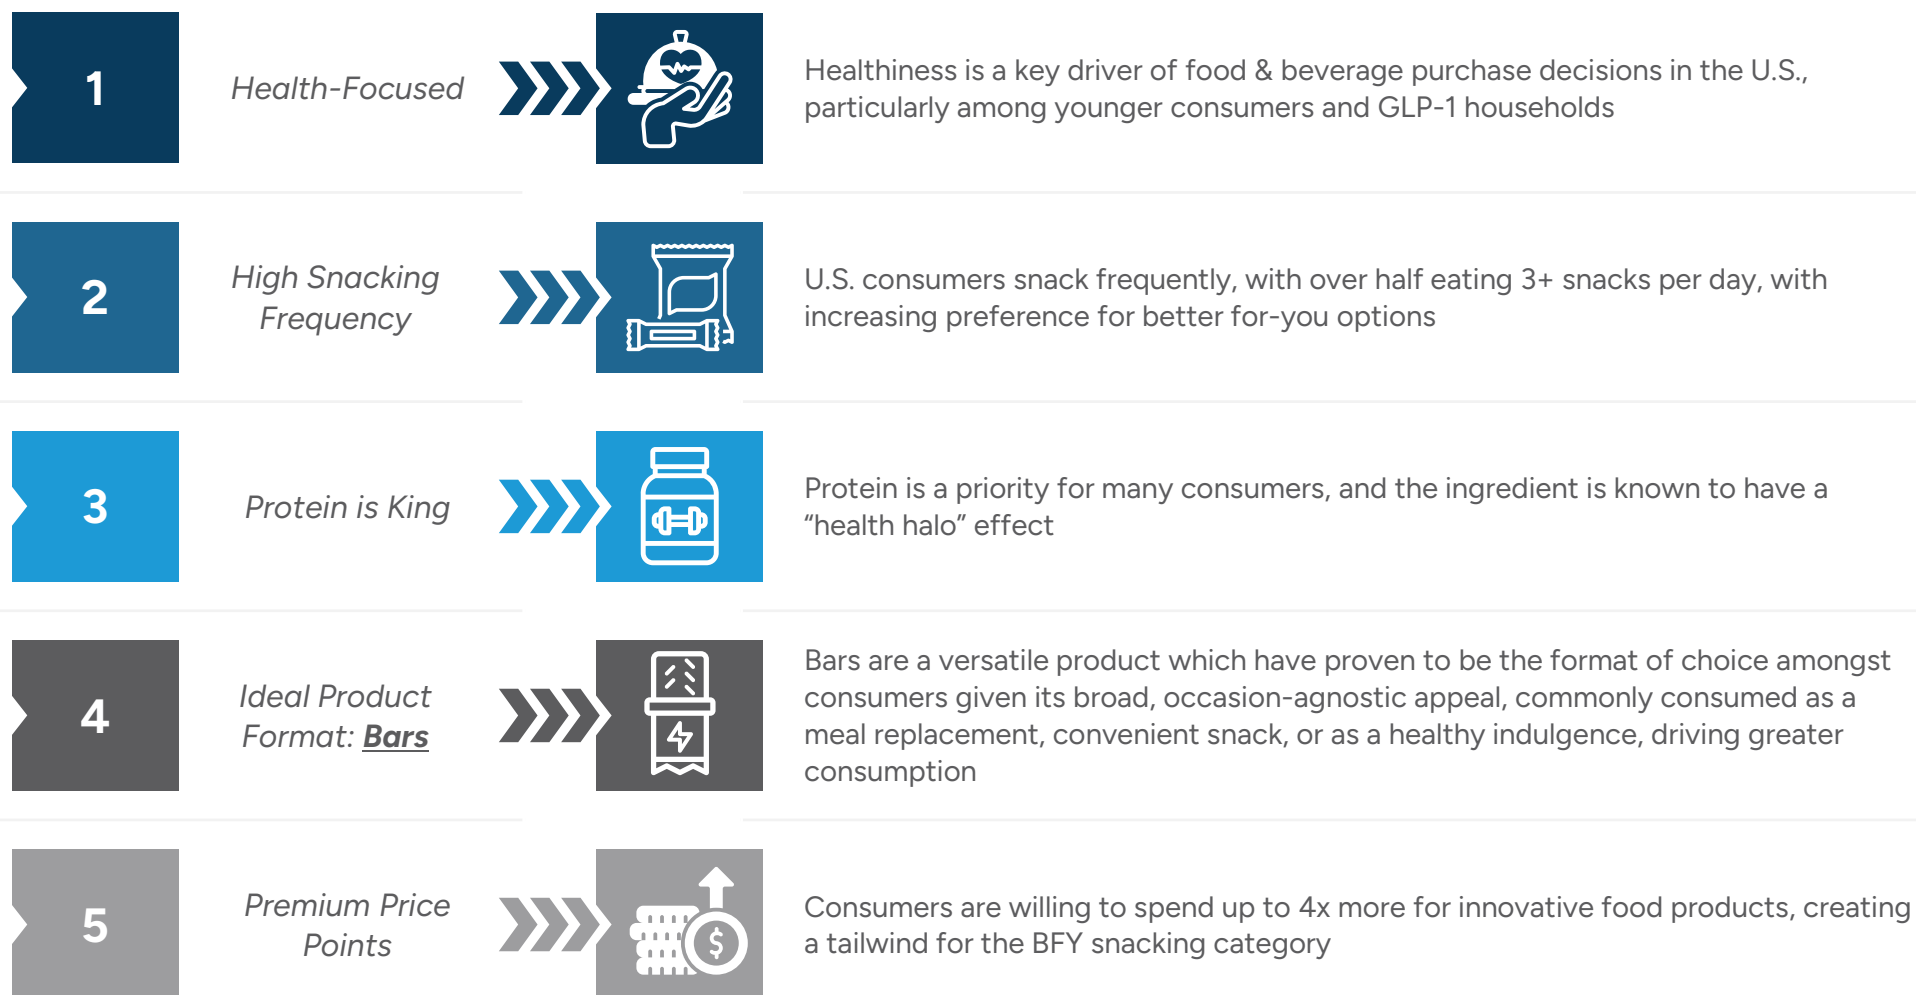 1
Health-Focused
Healthiness is a key driver of food & beverage purchase decisions in the U.S.,
particularly among younger consumers and GLP-1 households
2
High Snacking
Frequency
U.S. consumers snack frequently, with over half eating 3+ snacks per day, with
increasing preference for better for-you options
3
Protein is King
Protein is a priority for many consumers, and the ingredient is known to have a
“health halo” effect
4
Ideal Product
Format: Bars
Bars are a versatile product which have proven to be the format of choice amongst
consumers given its broad, occasion-agnostic appeal, commonly consumed as a
meal replacement, convenient snack, or as a healthy indulgence, driving greater
consumption
5
Premium Price
Points
$
Consumers are willing to spend up to 4x more for innovative food products, creating
a tailwind for the BFY snacking category